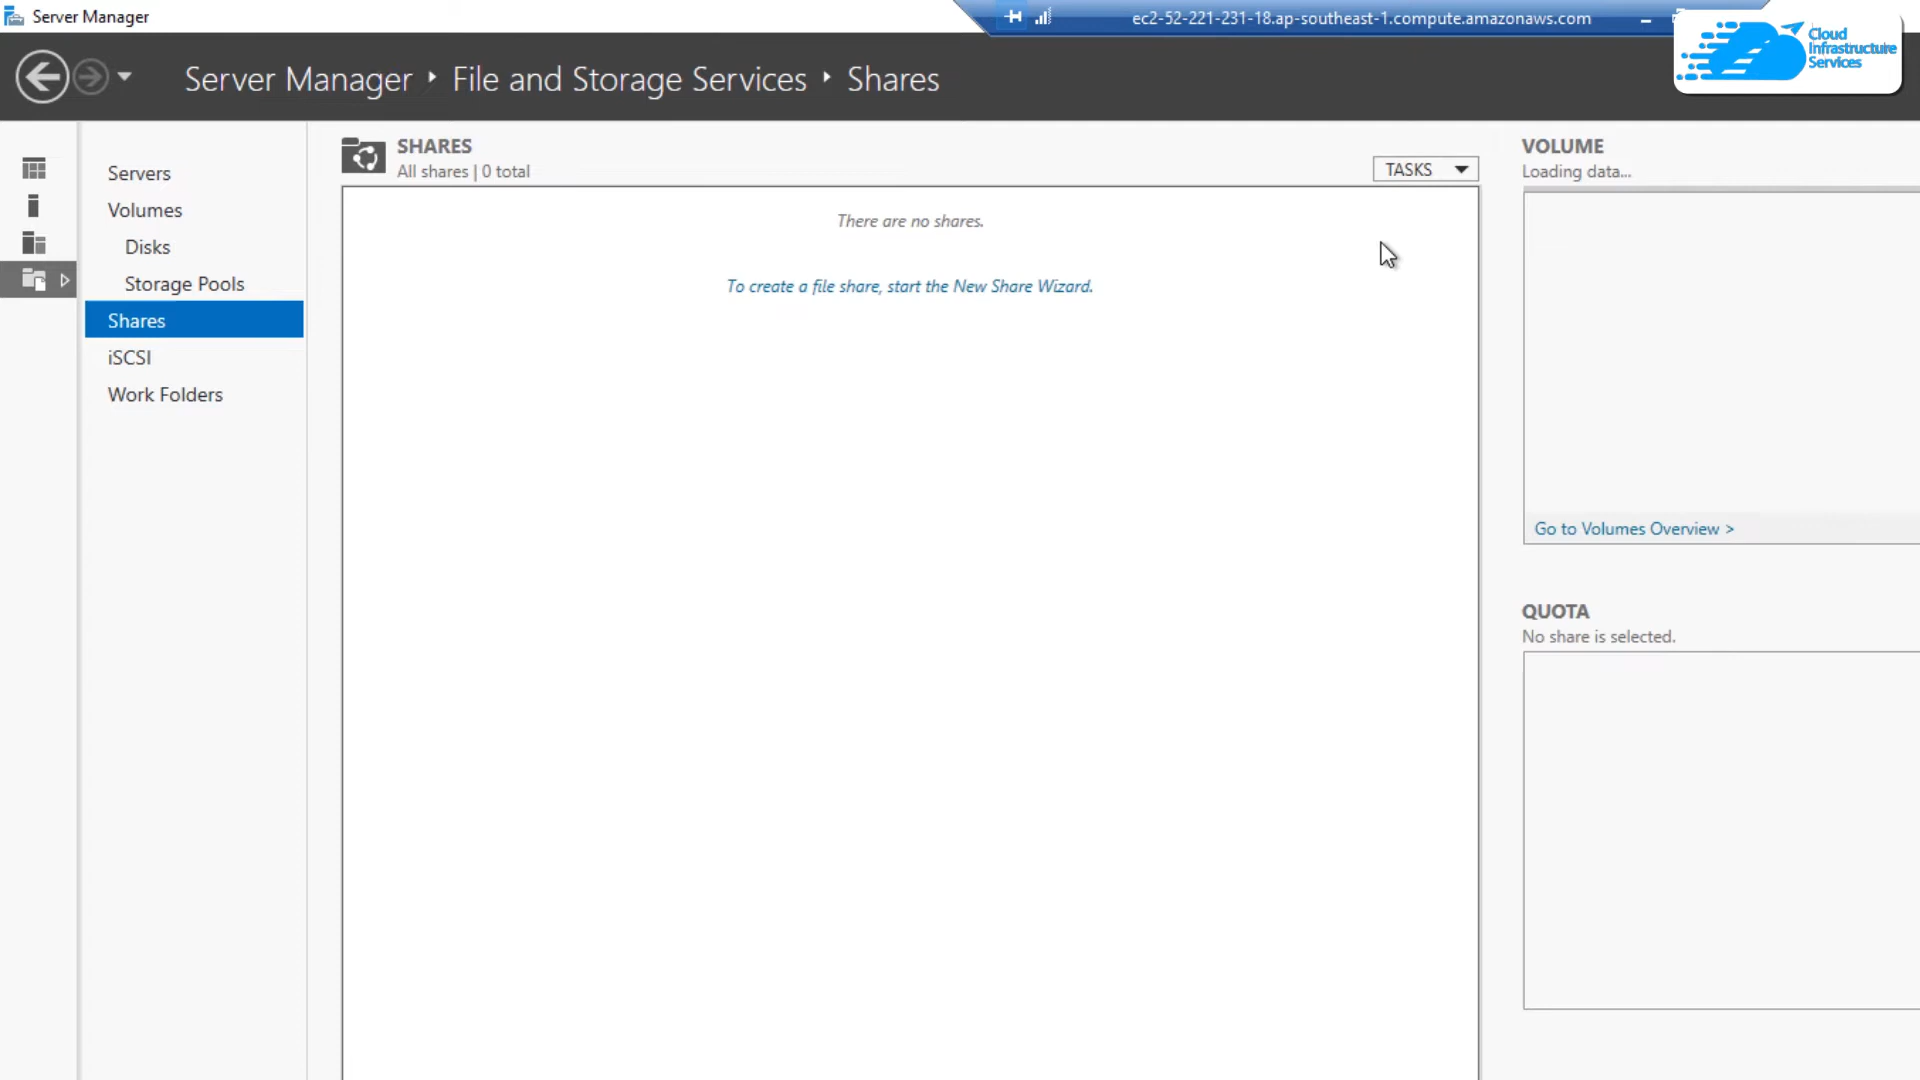 Server Manager
ec2-52-221-231-18.ap-southeast-1.compute.amazonaws.com
Cloud
Infrastructure
Services
Server Manager ‣ File and Storage Services ‣ Shares
Servers
Volumes
Disks
Storage Pools
Shares
iSCSI
Work Folders
SHARES
All shares | 0 total
TASKS
There are no shares.
To create a file share, start the New Share Wizard.
VOLUME
Loading data...
Go to Volumes Overview >
QUOTA
No share is selected.